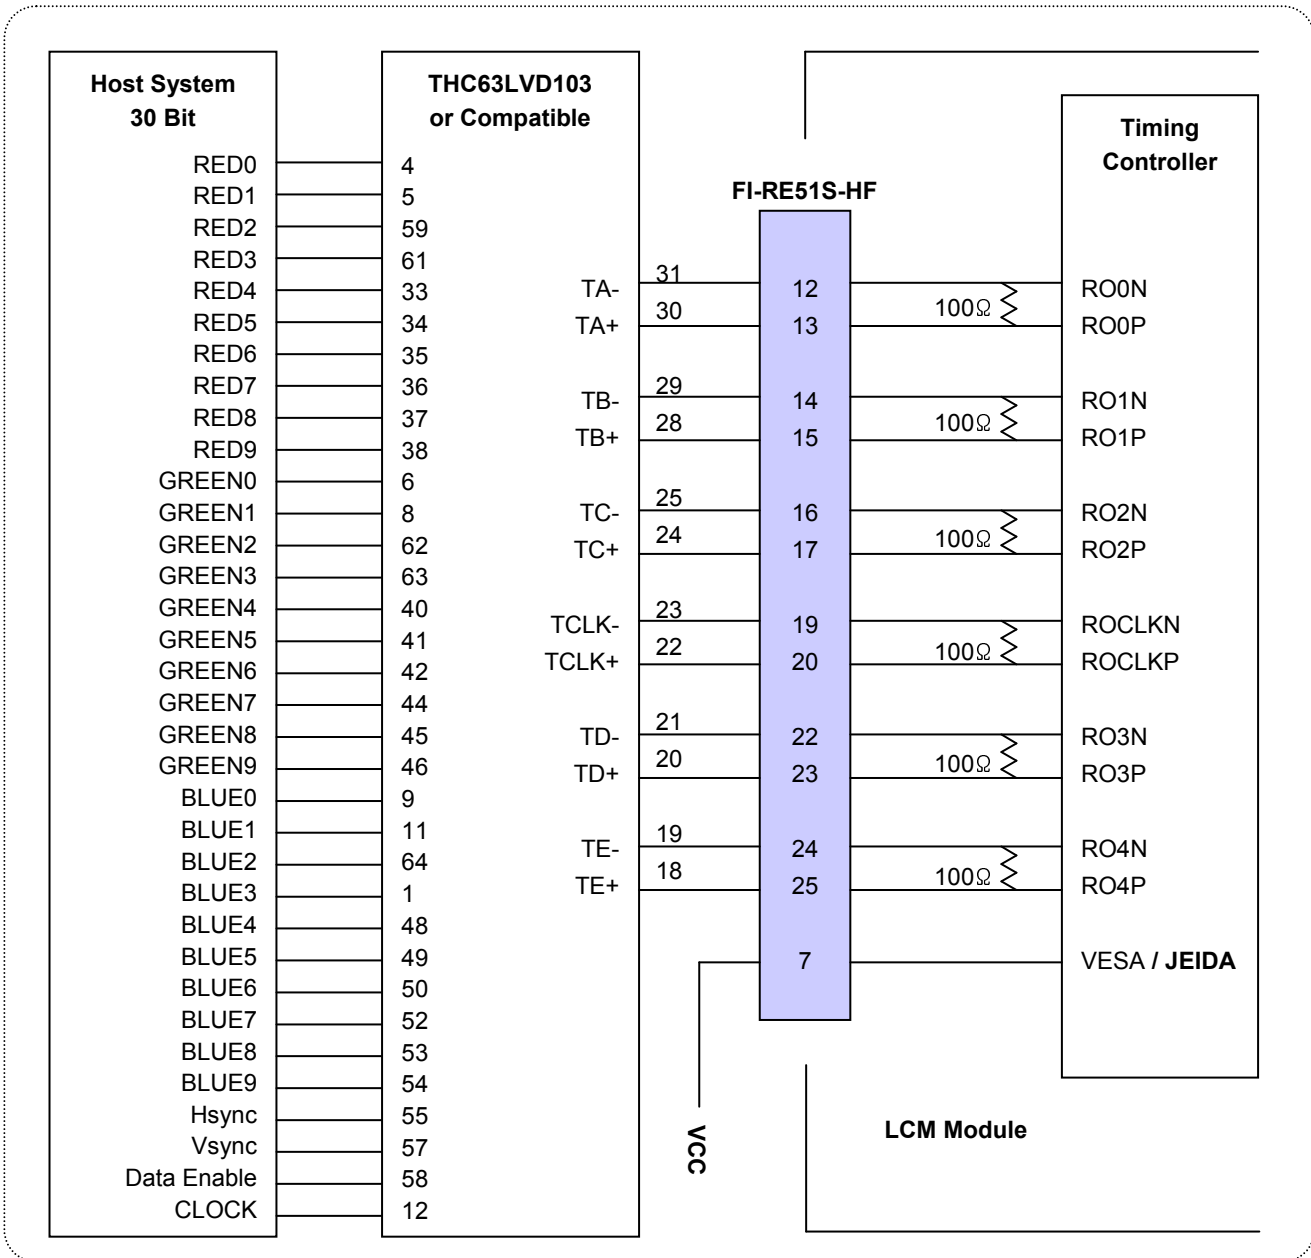 Host System
30 Bit
RED0
RED1
RED2
RED3
RED4
RED5
RED6
RED7
RED8
RED9
GREEN0
GREEN1
GREEN2
GREEN3
GREEN4
GREEN5
GREEN6
GREEN7
GREEN8
GREEN9
BLUE0
BLUE1
BLUE2
BLUE3
BLUE4
BLUE5
BLUE6
BLUE7
BLUE8
BLUE9
Hsync
Vsync
Data Enable
CLOCK
THC63LVD103
or Compatible
4
5
59
61
33
34
35
36
37
38
6
8
62
63
40
41
42
44
45
46
9
11
64
1
48
49
50
52
53
54
55
57
58
12
TA- 31
TA+ 30
TB- 29
TB+ 28
TC- 25
TC+ 24
TCLK- 23
TCLK+ 22
TD- 21
TD+ 20
TE- 19
TE+ 18
VCC
FI-RE51S-HF
12
13
14
15
16
17
19
20
22
23
24
25
7
100Ω
100Ω
100Ω
100Ω
100Ω
100Ω
Timing
Controller
RO0N
RO0P
RO1N
RO1P
RO2N
RO2P
ROCLKN
ROCLKP
RO3N
RO3P
RO4N
RO4P
VESA / JEIDA
LCM Module